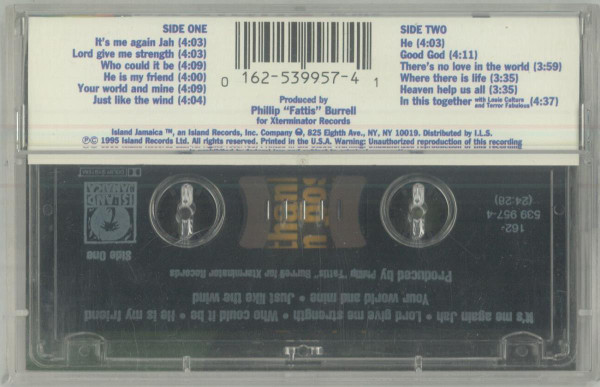 SIDE ONE
It's me again Jah (4:03)
Lord give me strength (4:03)
Who could it be (4:09)
He is my friend (4:00)
Your world and mine (4:09)
Just like the wind (4:04)
0 162-539957-4 1
Produced by
Phillip "Fattis" Burrell
for Xterminator Records
SIDE TWO
He (4:03)
Good God (4:11)
There's no love in the world (3:59)
Where there is life (3:35)
Heaven help us all (3:35)
In this together with Louie Culture and Terror Fabulous (4:37)
Island Jamaica ™, an Island Records, Inc. Company ®, 825 Eighth Ave., NY, NY 10019. Distributed by I.L.S.
℗© 1995 Island Records Ltd. All Rights Reserved. Printed in the U.S.A. Warning: Unauthorized reproduction of this recording
It's me again Jah • Lord give me strength • Who could it be • He is my friend
Your world and mine • Just like the wind
Produced by Phillip "Fattis" Burrell for Xterminator Records
Side One
ISLAND
JAMAICA
162-
539 957-4
(24:28)